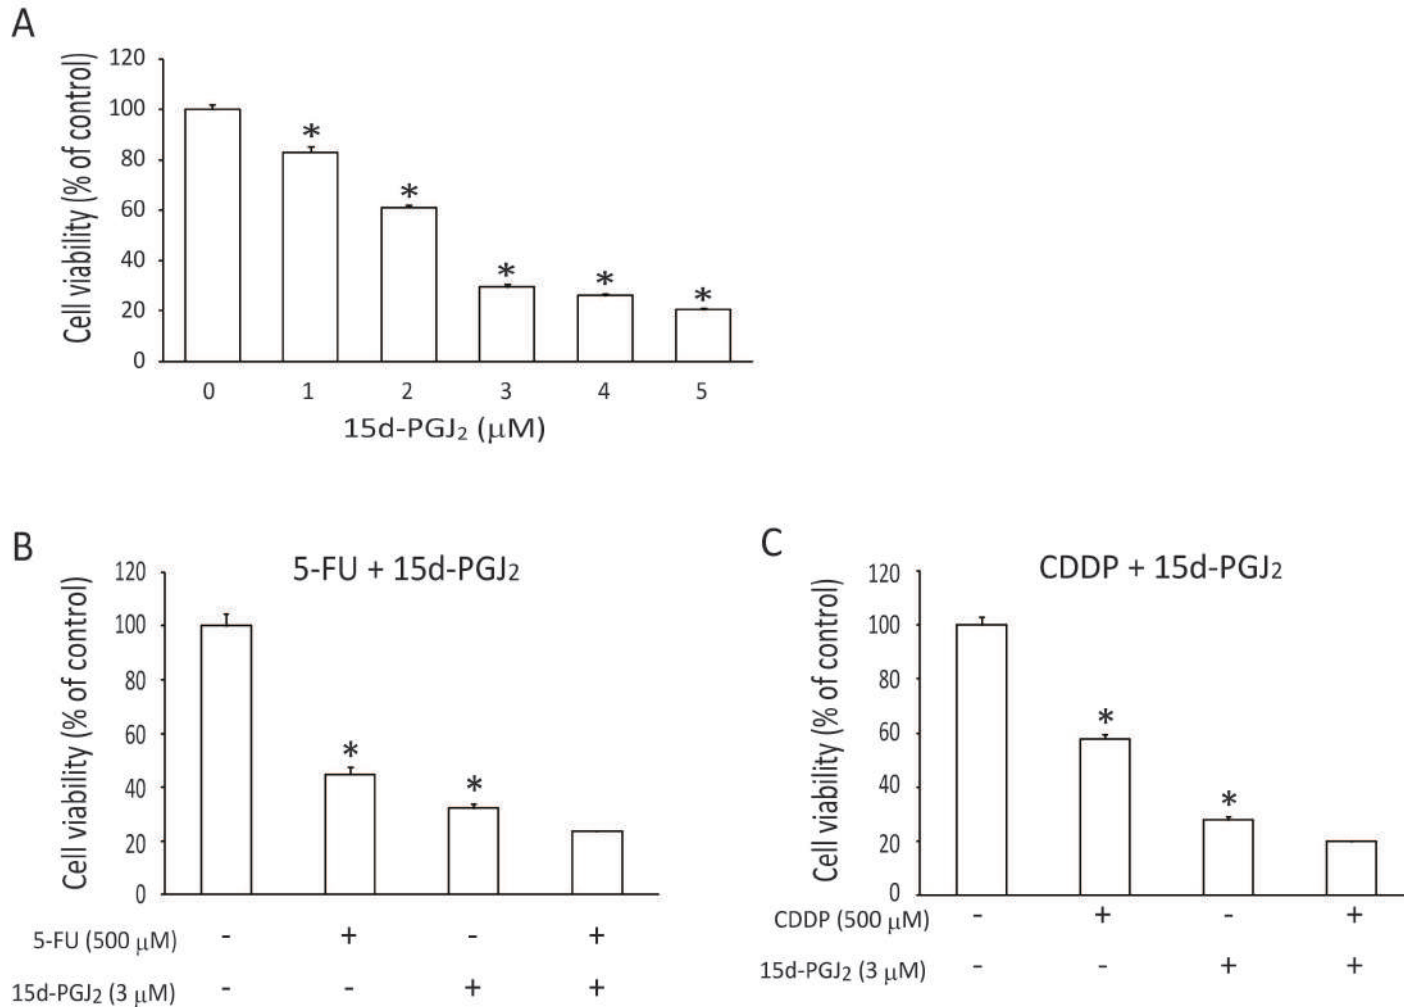 A
Cell viability (% of control)
120
100
80
60
40
20
0
* * * * *
0 1 2 3 4 5
15d-PGJ₂ (μM)
B
5-FU + 15d-PGJ₂
Cell viability (% of control)
120
100
80
60
40
20
0
* *
5-FU (500 μM) - + - +
15d-PGJ₂ (3 μM) - - + +
C
CDDP + 15d-PGJ₂
Cell viability (% of control)
120
100
80
60
40
20
0
* *
CDDP (500 μM) - + - +
15d-PGJ₂ (3 μM) - - + +